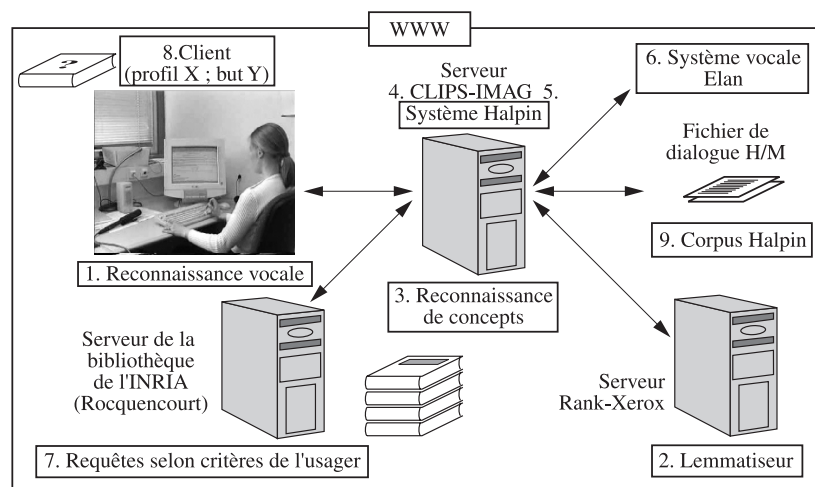 WWW
8.Client
(profil X ; but Y)
?
Serveur
4. CLIPS-IMAG 5.
Système Halpin
6. Système vocale
Elan
Fichier de
dialogue H/M
9. Corpus Halpin
1. Reconnaissance vocale
3. Reconnaissance
de concepts
Serveur de la
bibliothèque
de l'INRIA
(Rocquencourt)
Serveur
Rank-Xerox
7. Requêtes selon critères de l'usager
2. Lemmatiseur